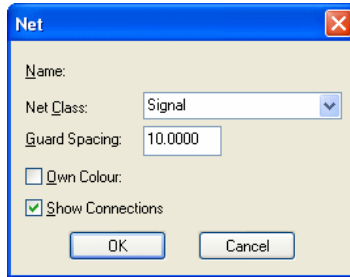 Net
Name:
Net Class: Signal
Guard Spacing: 10.0000
Own Colour:
Show Connections
OK Cancel